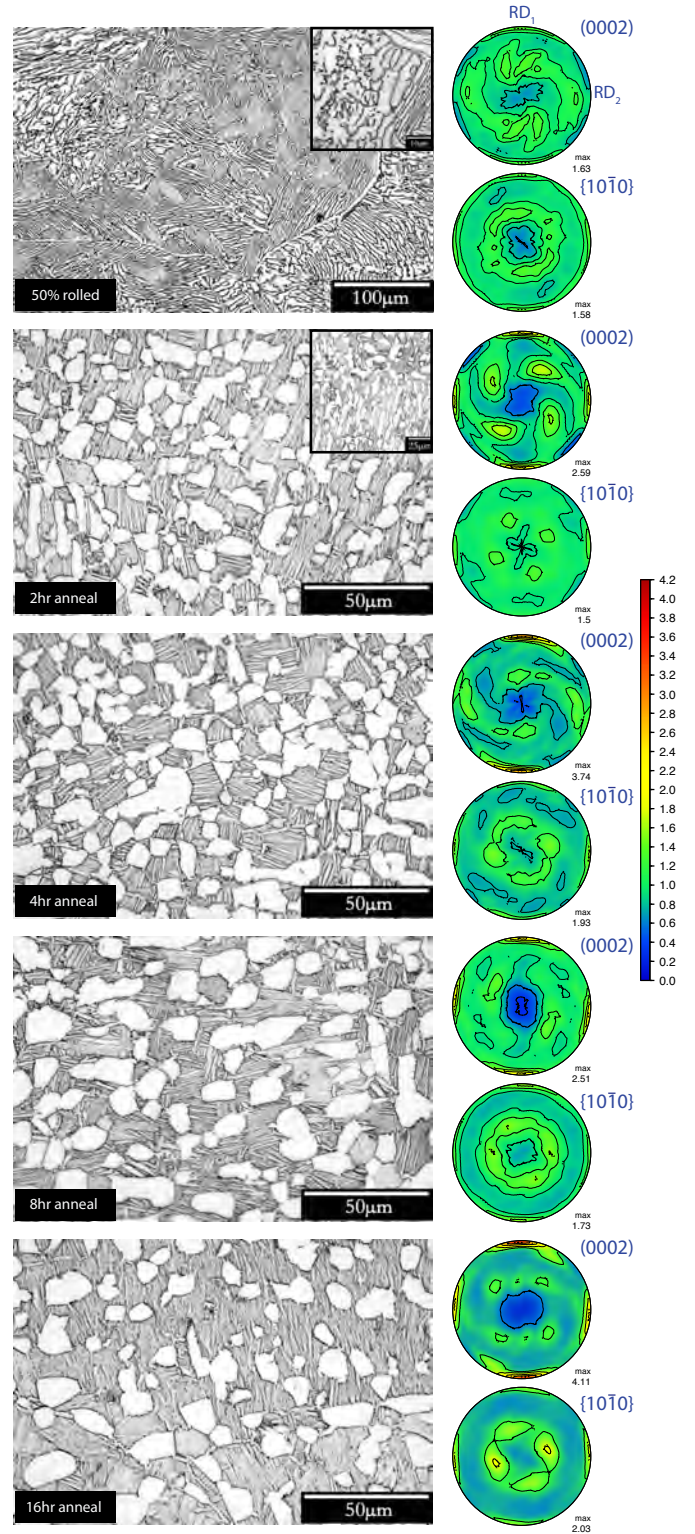 RD₁
(0002)
RD₂
max
1.63
{101̄0}
max
1.58
50% rolled
100µm
(0002)
max
2.59
{101̄0}
max
1.5
25µm
2hr anneal
50µm
4.2
4.0
3.8
3.6
3.4
3.2
3.0
2.8
2.6
2.4
2.2
2.0
1.8
1.6
1.4
1.2
1.0
0.8
0.6
0.4
0.2
0.0
(0002)
max
3.74
{101̄0}
max
1.93
4hr anneal
50µm
(0002)
max
2.51
{101̄0}
max
1.73
8hr anneal
50µm
(0002)
max
4.11
{101̄0}
max
2.03
16hr anneal
50µm